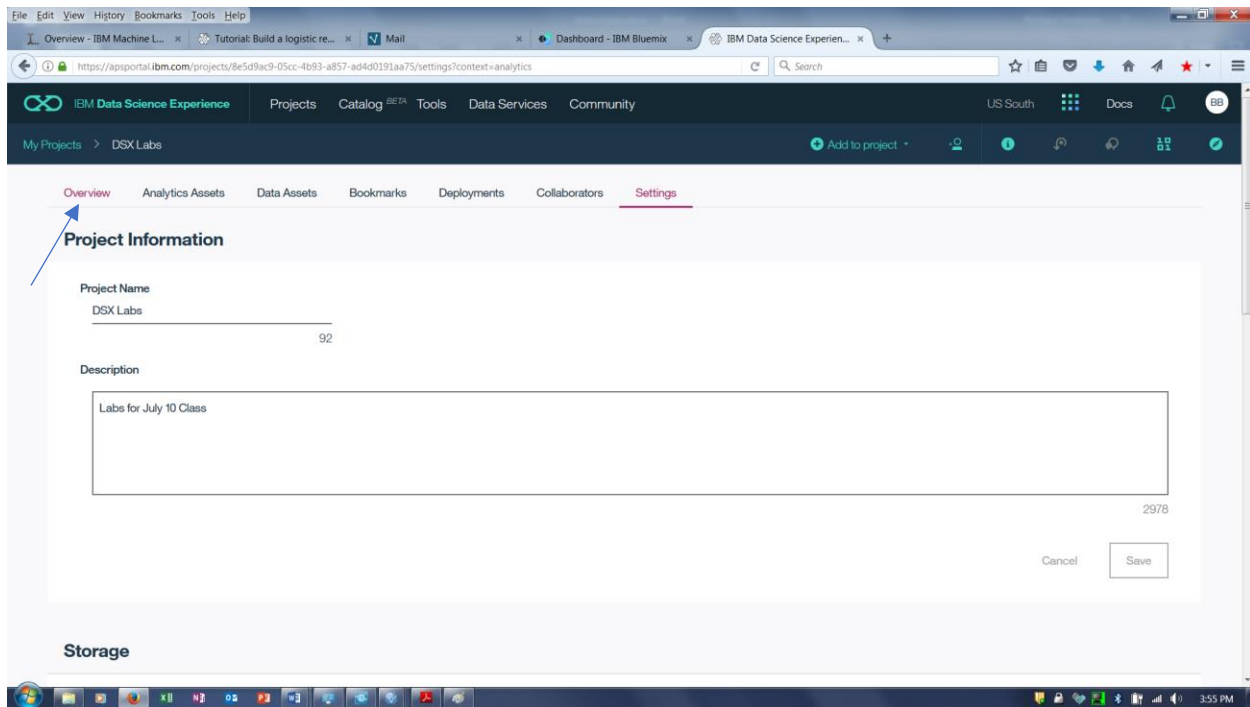 File Edit View History Bookmarks Tools Help
Overview - IBM Machine L... × Tutorial: Build a logistic re... × Mail × Dashboard - IBM Bluemix × IBM Data Science Experien... × +
https://apsportal.ibm.com/projects/8e5d9ac9-05cc-4b93-a857-ad4d0191aa75/settings?context=analytics Search
IBM Data Science Experience Projects Catalog BETA Tools Data Services Community US South Docs BB
My Projects > DSX Labs Add to project
Overview Analytics Assets Data Assets Bookmarks Deployments Collaborators Settings
Project Information
Project Name
DSX Labs
92
Description
Labs for July 10 Class
2978
Cancel Save
Storage
3:55 PM